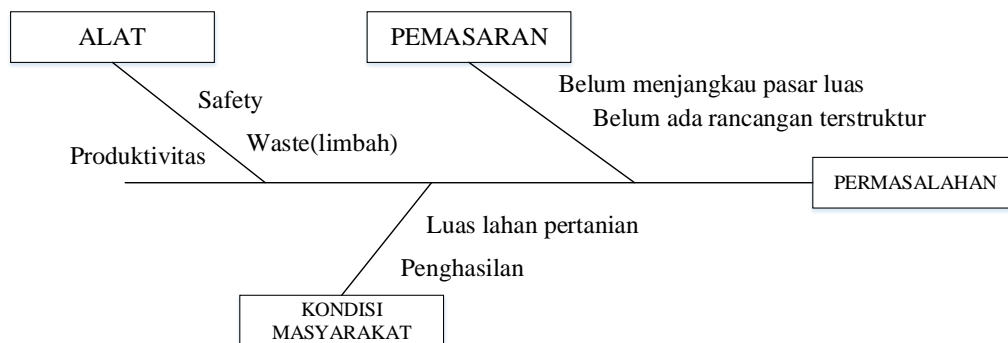 ALAT
PEMASARAN
Safety
Waste(limbah)
Produktivitas
Belum menjangkau pasar luas
Belum ada rancangan terstruktur
PERMASALAHAN
Luas lahan pertanian
Penghasilan
KONDISI
MASYARAKAT